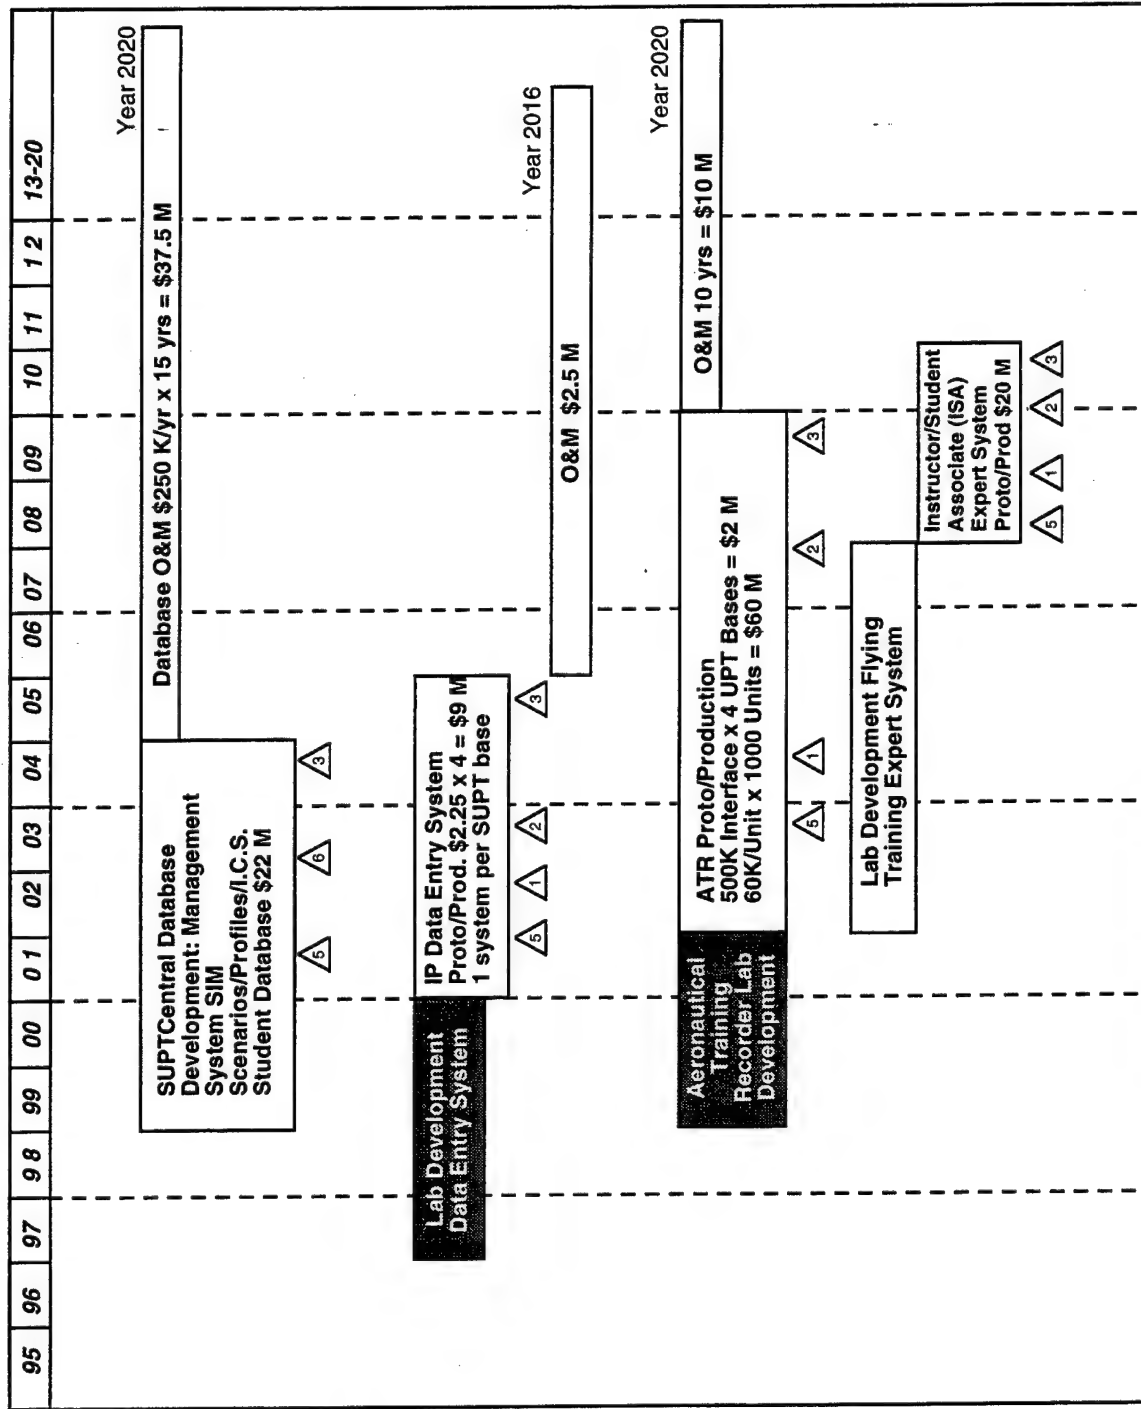 95 96 97 98 99 00 01 02 03 04 05 06 07 08 09 10 11 12 13-20
Year 2020
SUPTCentral Database
Development: Management
System SIM
Scenarios/Profiles/I.C.S.
Student Database $22 M
Database O&M $250 K/yr x 15 yrs = $37.5 M
5 6 3
Lab Development
Data Entry System
IP Data Entry System
Proto/Prod. $2.25 x 4 = $9 M
1 system per SUPT base
5 1 2 3
Year 2016
O&M $2.5 M
Year 2020
Aeronautical
Training
Recorder Lab
Development
ATR Proto/Production
500K Interface x 4 UPT Bases = $2 M
60K/Unit x 1000 Units = $60 M
O&M 10 yrs = $10 M
5 1 2 3
Lab Development Flying
Training Expert System
Instructor/Student
Associate (ISA)
Expert System
Proto/Prod $20 M
5 1 2 3